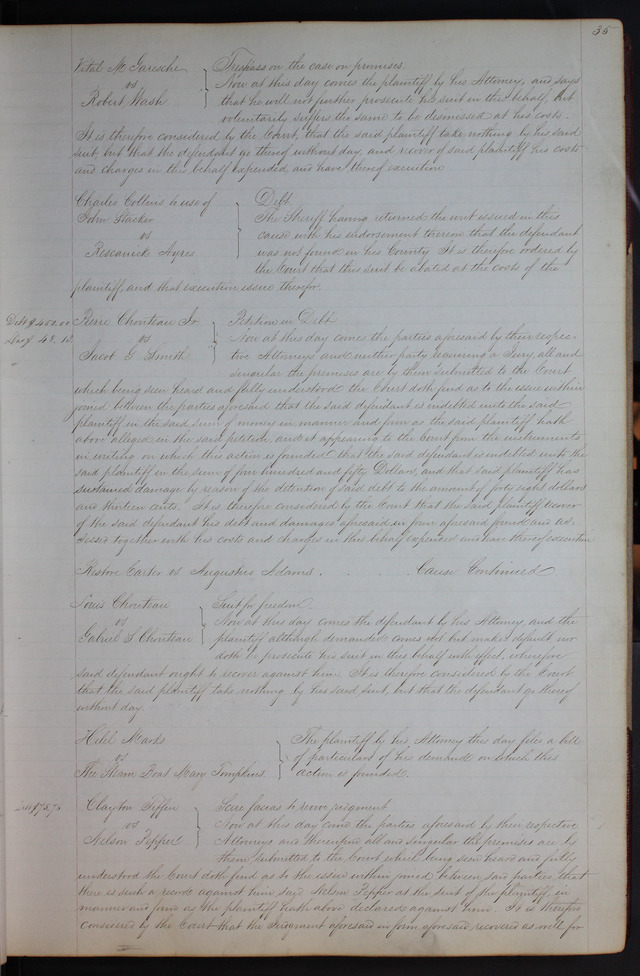 35
Vital M Garesche } Trespass on the case on promises.
vs Now at this day comes the plaintiff by his Attorney, and says
Robert Wash that he will not further prosecute his suit in this behalf, but
voluntarily suffers the same to be dismissed at his costs.
It is therefore considered by the Court, that the said plaintiff take nothing by his said
suit, but that the defendant go thereof without day, and recover of said plaintiff his costs
and charges in this behalf expended, and have thereof execution
Charles Collins to use of } Debt
John Stacker The Sheriff having returned the writ issued in this
vs cause with his endorsement thereon that the defendant
Ayres was not found in his County It is therefore ordered by
the Court that this suit be abated at the costs of the
plaintiff, and that execution issue therefor.
Debt $450.00 Pierre Chouteau Jr } Petition in Debt
48.13 vs Now at this day comes the parties aforesaid by their respec-
Jacob G Smith tive Attorneys and neither party requiring a Jury, all and
singular the premises are by them submitted to the Court
which being seen heard and fully understood the Court doth find as to the issue within
joined between the parties aforesaid that the said defendant is indebted unto the said
plaintiff in the said sum of money in manner and form as the said plaintiff hath
above alleged in the said petition, and it appearing to the Court from the instruments
in writing on which this action is founded that the said defendant is indebted unto the
said plaintiff in the sum of four hundred and fifty Dollars, and that said plaintiff has
sustained damage by reason of the detention of said debt to the amount of forty eight dollars
and thirteen cents. It is therefore considered by the Court that the said plaintiff recover
of the said defendant his debt and damages aforesaid in form aforesaid found and as-
sessed together with his costs and charges in this behalf expended and have thereof execution
Carter vs Augustus Adams. Cause Continued
Louis Chouteau } Suit for freedom.
vs Now at this day comes the defendant by his Attorney, and the
Gabriel S Chouteau plaintiff although demanded comes not but makes default nor
doth he prosecute his suit in this behalf with effect, wherefore
said defendant ought to recover against him. It is therefore considered by the Court
that the said plaintiff take nothing by his said suit, but that the defendant go thereof
without day.
Marks } The plaintiff by his Attorney this day files a bill
vs of particulars of his demand on which this
The Steam Boat Mary Tompkins action is founded.
Clayton Tiffin } Scire facias to revive judgment
vs Now at this day come the parties aforesaid by their respective
Nelson Popper Attorneys and thereupon all and singular the premises are by
them submitted to the Court which being seen heard and fully
understood the Court doth find as to the issue within joined between said parties that
there is such a record against him said Nelson Popper at the suit of the plaintiff in
manner and form as the plaintiff hath above declared against him. It is therefore
considered by the Court that the Judgment aforesaid in form aforesaid, recovered as well for